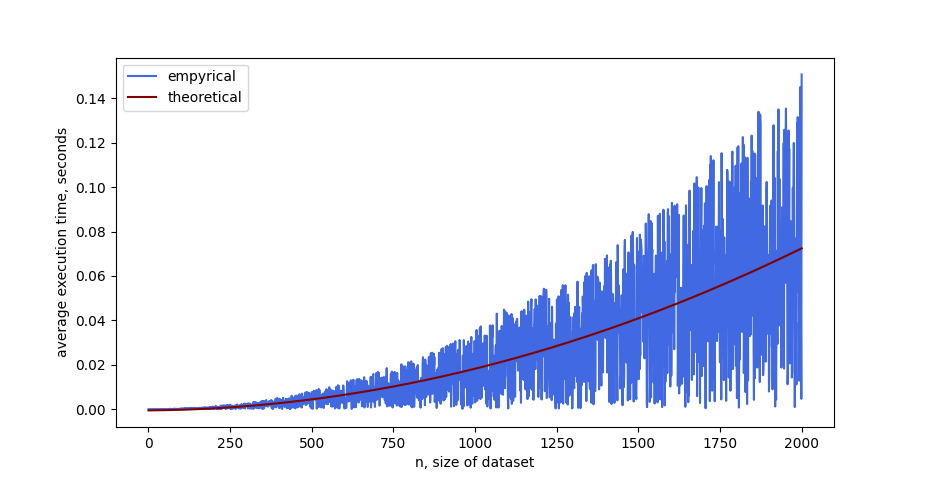 empyrical
theoretical
average execution time, seconds
0.14
0.12
0.10
0.08
0.06
0.04
0.02
0.00
0 250 500 750 1000 1250 1500 1750 2000
n, size of dataset